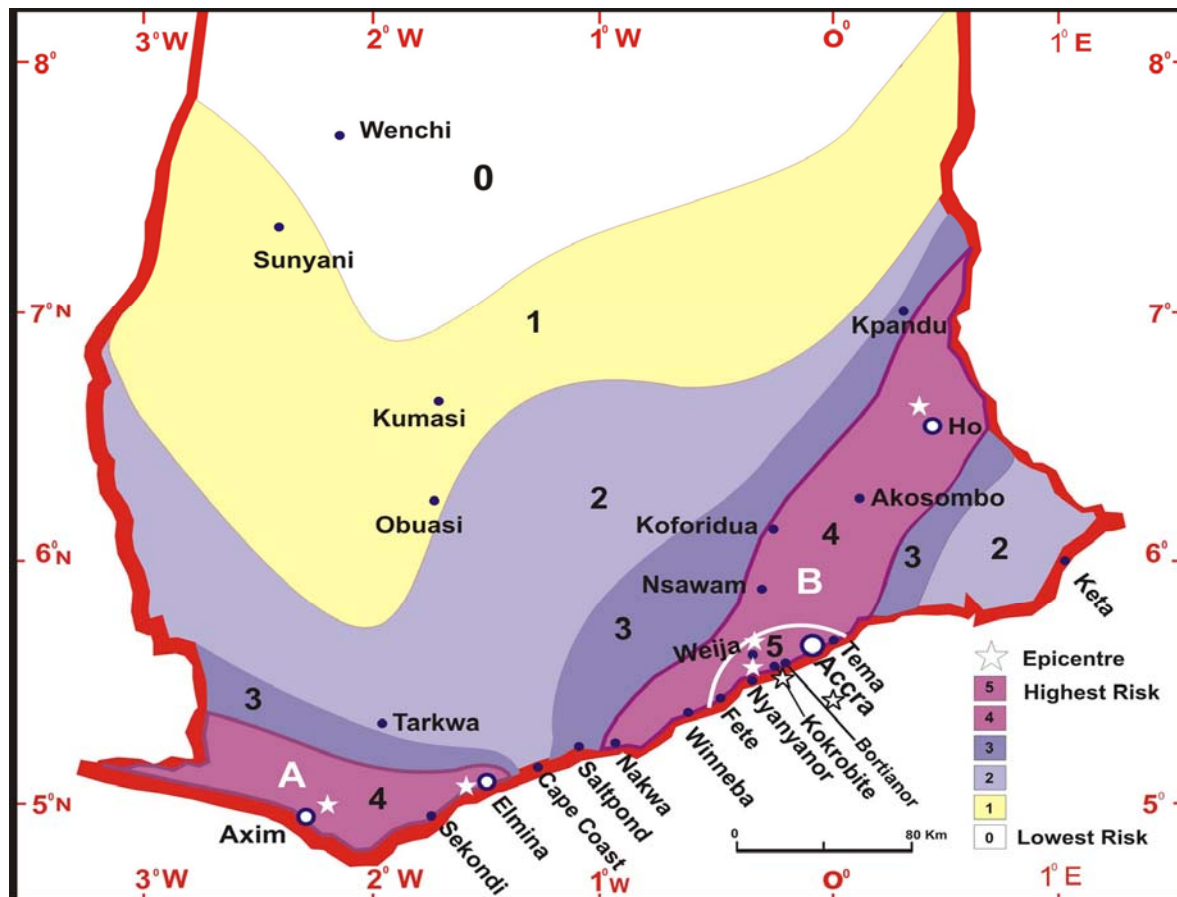 3° W 2° W 1° W 0° 1° E
8° 8°
Wenchi
0
Sunyani
7° N 1 7° N
Kpandu
Kumasi
Ho
Obuasi 2 Akosombo
Koforidua 4
6° N 3 2 6° N
Nsawam B
Keta
3 Weija 5
Tema
Accra
Epicentre
5 Highest Risk
4
3
2
1
0 Lowest Risk
3 Tarkwa
Fete
Nyanyanor
Kokrobite
Bortianor
Winneba
Nakwa
Saltpond
Cape Coast
A
4
Elmina
5° N 5° N
Axim
Sekondi
0 80 Km
3° W 2° W 1° W 0° 1° E